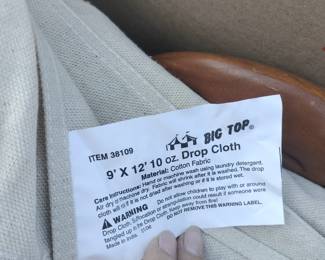 ITEM 38109
BIG TOP®
9' X 12' 10 oz. Drop Cloth
Material: Cotton Fabric
Care Instructions: Hand or machine wash using laundry detergent.
Air dry or machine dry. Fabric will shrink after it is washed. The drop
cloth will if it is not dried after washing or if it is stored wet.
WARNING Do not allow children to play with or around
Drop Cloth. Suffocation or strangulation could result if someone were
tangled up in the Drop Cloth. Keep away from fire!
Made in India DO NOT REMOVE THIS WARNING LABEL.